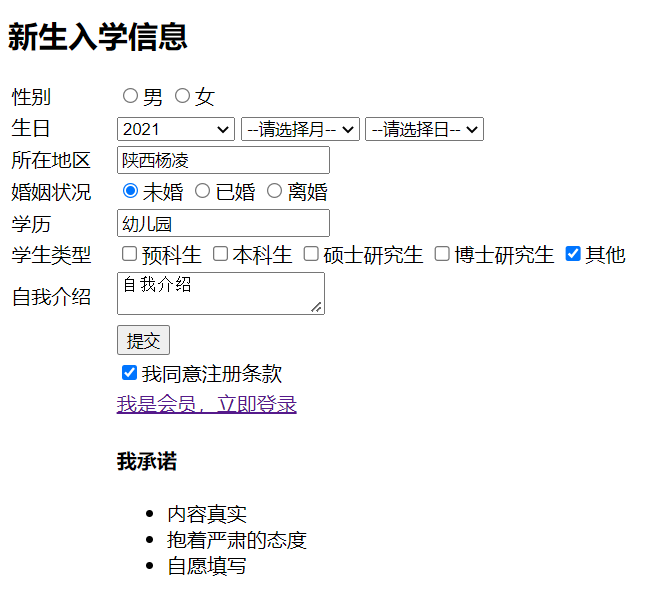 新生入学信息
性别 男 女
生日 2021 --请选择月-- --请选择日--
所在地区 陕西杨凌
婚姻状况 未婚 已婚 离婚
学历 幼儿园
学生类型 预科生 本科生 硕士研究生 博士研究生 其他
自我介绍 自我介绍
提交
我同意注册条款
我是会员，立即登录
我承诺
内容真实
抱着严肃的态度
自愿填写